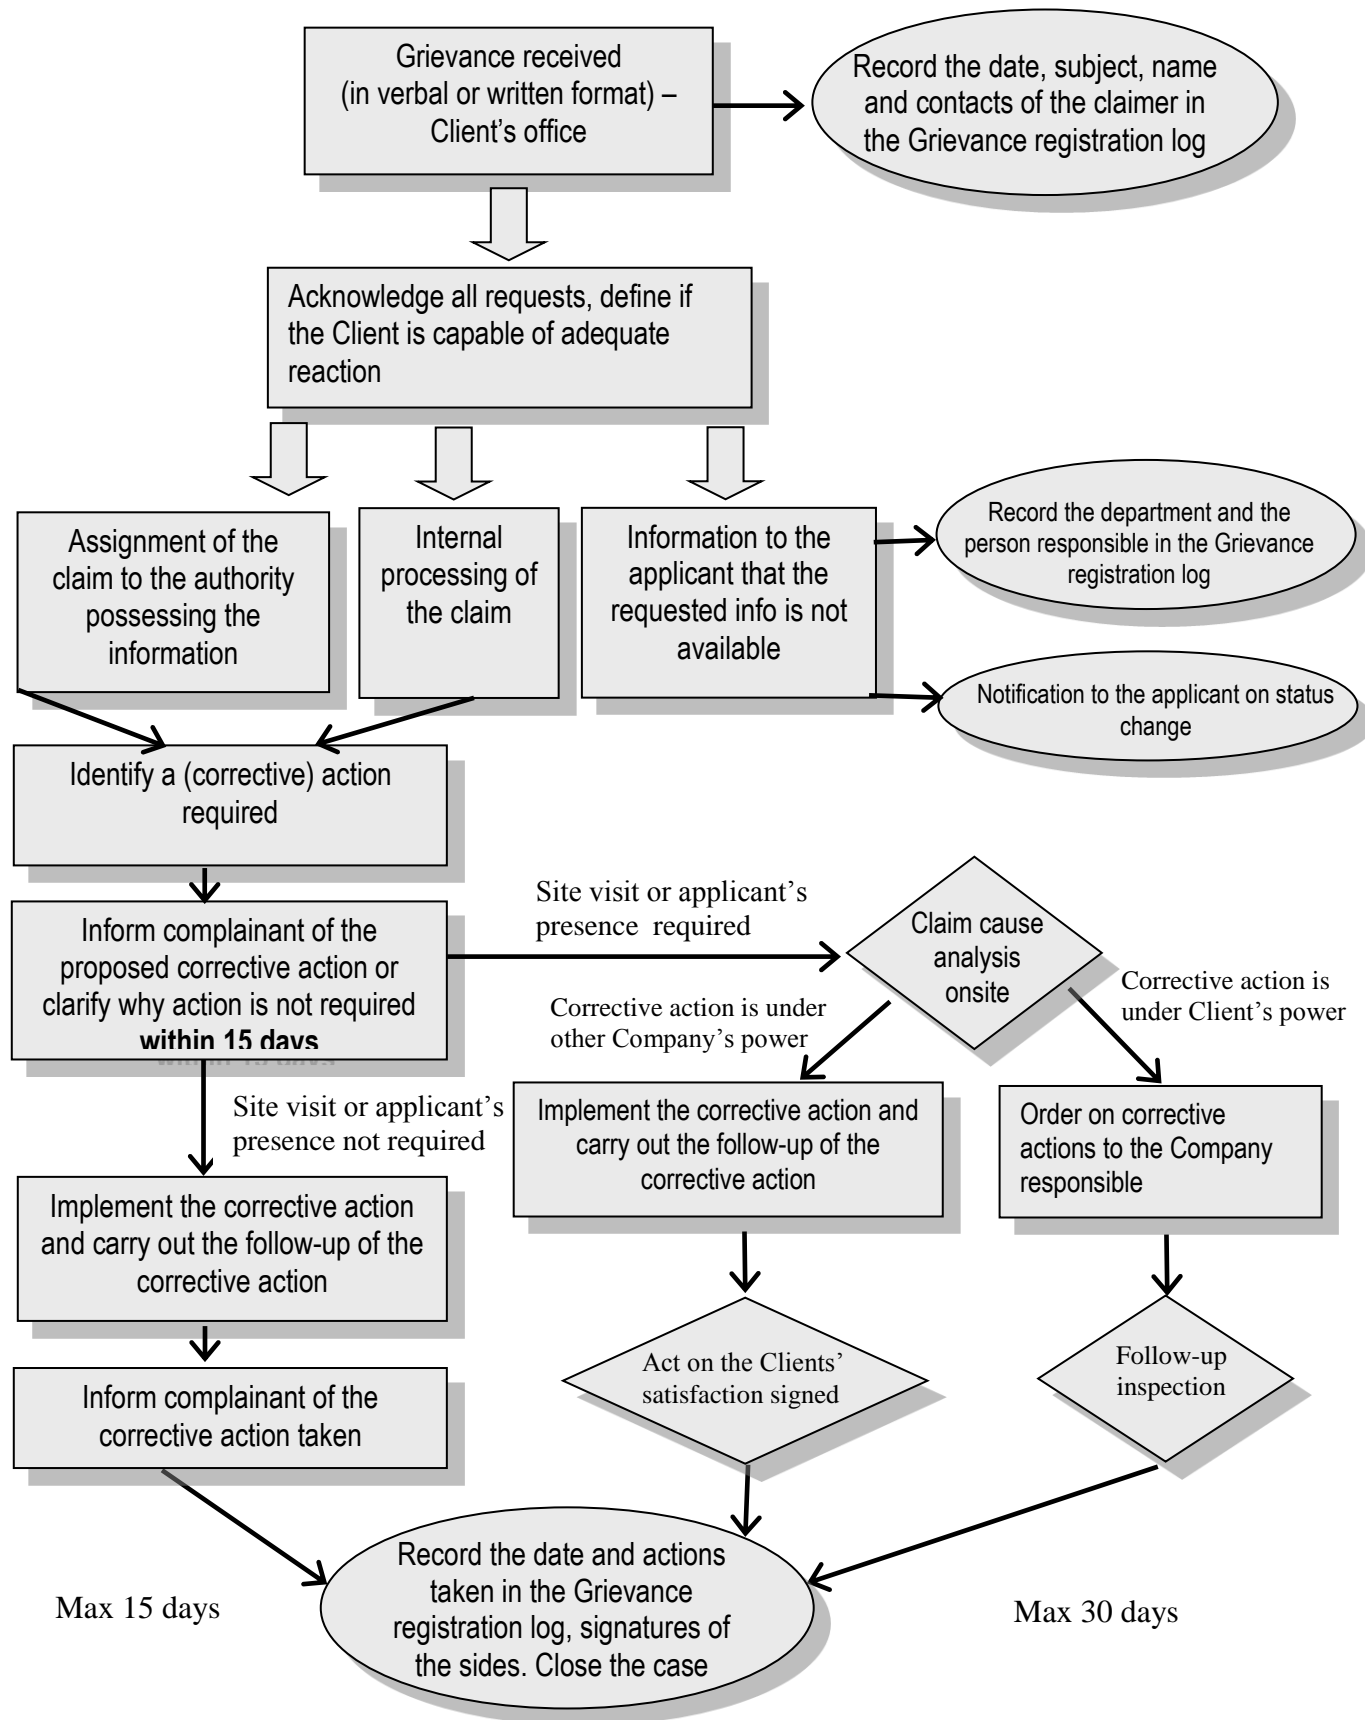 Grievance received
(in verbal or written format) –
Client’s office
Record the date, subject, name
and contacts of the claimer in
the Grievance registration log
Acknowledge all requests, define if
the Client is capable of adequate
reaction
Assignment of the
claim to the authority
possessing the
information
Internal
processing of
the claim
Information to the
applicant that the
requested info is not
available
Record the department and the
person responsible in the Grievance
registration log
Notification to the applicant on status
change
Identify a (corrective) action
required
Inform complainant of the
proposed corrective action or
clarify why action is not required
within 15 days
Site visit or applicant’s
presence required
Claim cause
analysis
onsite
Corrective action is under
other Company’s power
Corrective action is
under Client’s power
Site visit or applicant’s
presence not required
Implement the corrective action and
carry out the follow-up of the
corrective action
Order on corrective
actions to the Company
responsible
Implement the corrective action
and carry out the follow-up of the
corrective action
Act on the Clients’
satisfaction signed
Follow-up
inspection
Inform complainant of the
corrective action taken
Record the date and actions
taken in the Grievance
registration log, signatures of
the sides. Close the case
Max 15 days
Max 30 days